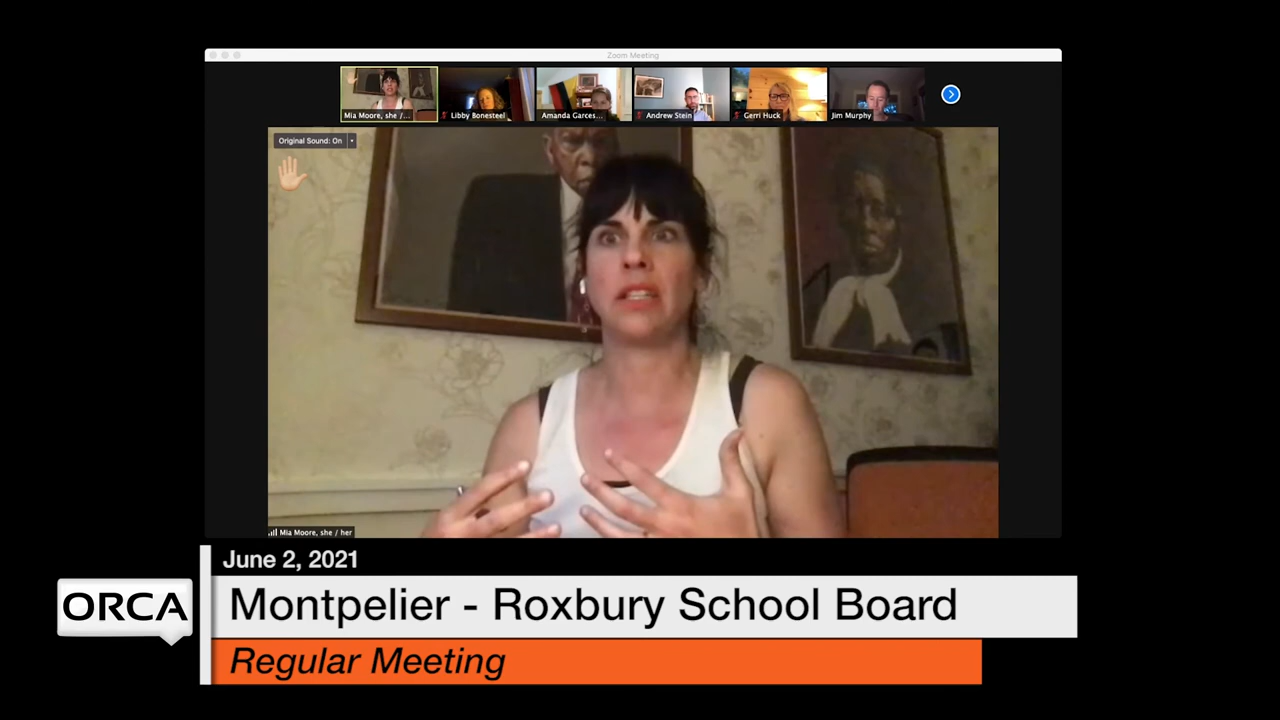 Zoom Meeting
Mia Moore, she /...
Libby Bonesteel
Amanda Garces...
Andrew Stein
Gerri Huck
Jim Murphy
Original Sound: On
Mia Moore, she / her
June 2, 2021
ORCA
Montpelier - Roxbury School Board
Regular Meeting